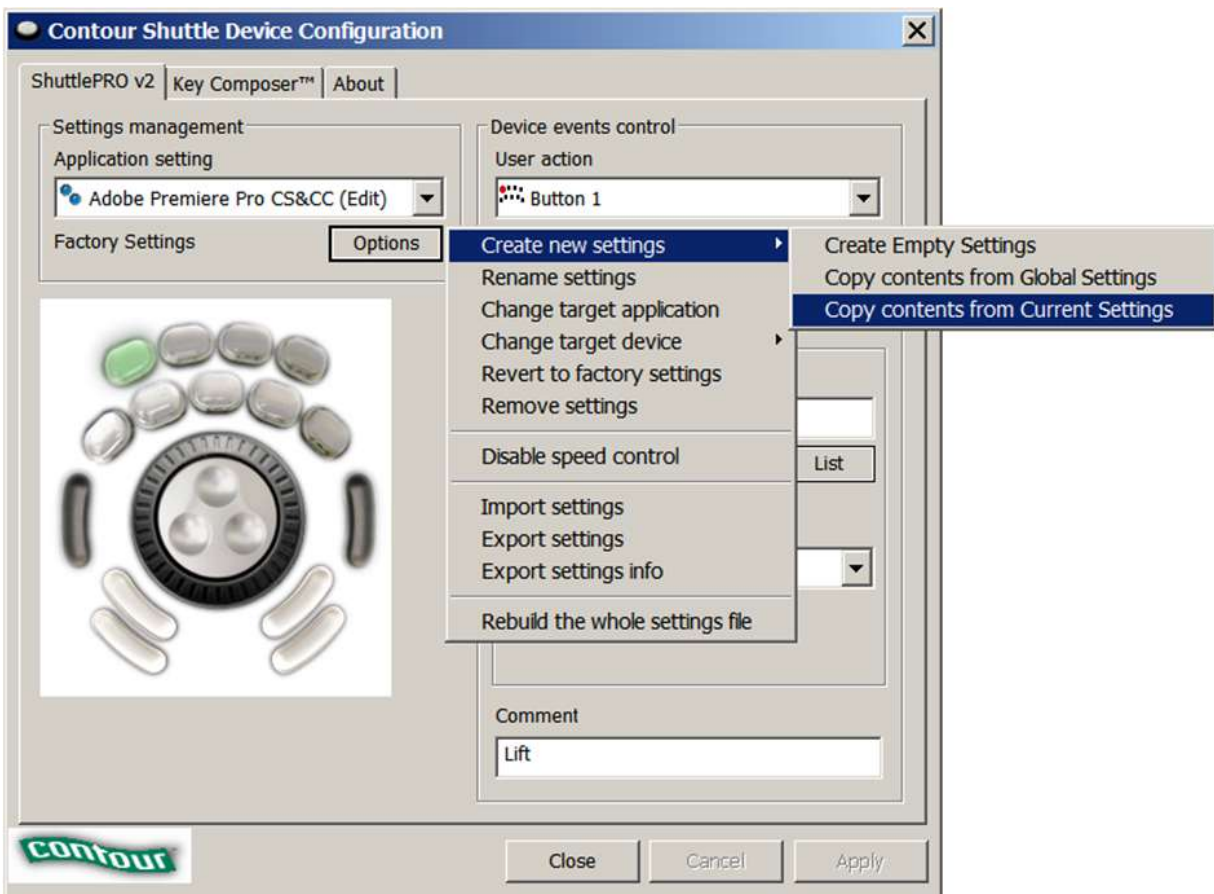 Contour Shuttle Device Configuration
ShuttlePRO v2
Key Composer™
About
Settings management
Application setting
Adobe Premiere Pro CS&CC (Edit)
Factory Settings
Options
Device events control
User action
Button 1
Create new settings
Rename settings
Change target application
Change target device
Revert to factory settings
Remove settings
Disable speed control
Import settings
Export settings
Export settings info
Rebuild the whole settings file
Create Empty Settings
Copy contents from Global Settings
Copy contents from Current Settings
List
Comment
Lift
contour
Close
Cancel
Apply